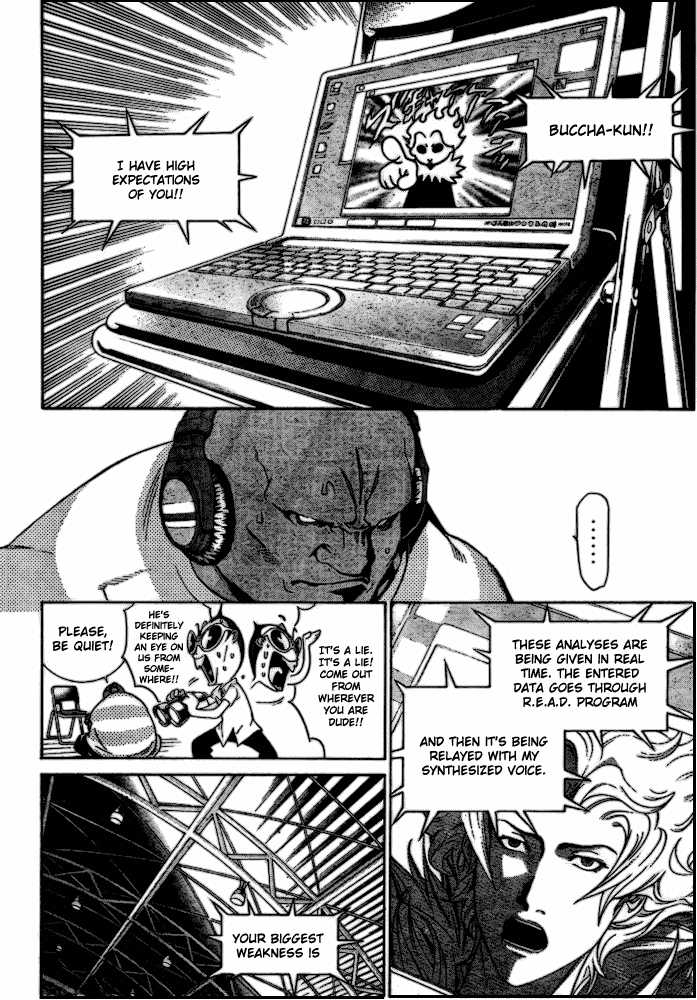 BUCCHA-KUN!!
I HAVE HIGH
EXPECTATIONS
OF YOU!!
......
THESE ANALYSES ARE
BEING GIVEN IN REAL
TIME. THE ENTERED
DATA GOES THROUGH
R.E.A.D. PROGRAM
AND THEN IT'S BEING
RELAYED WITH MY
SYNTHESIZED VOICE.
IT'S A LIE.
IT'S A LIE!
COME OUT
FROM
WHEREVER
YOU ARE
DUDE!!
HE'S
DEFINITELY
KEEPING
AN EYE ON
US FROM
SOME-
WHERE!!
PLEASE,
BE QUIET!
YOUR BIGGEST
WEAKNESS IS